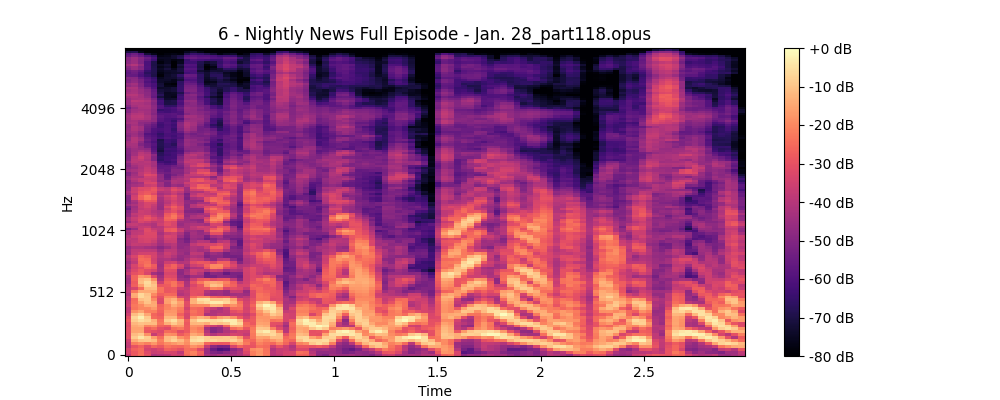 6 - Nightly News Full Episode - Jan. 28_part118.opus
Hz
4096
2048
1024
512
0
0
0.5
1
1.5
2
2.5
Time
+0 dB
-10 dB
-20 dB
-30 dB
-40 dB
-50 dB
-60 dB
-70 dB
-80 dB